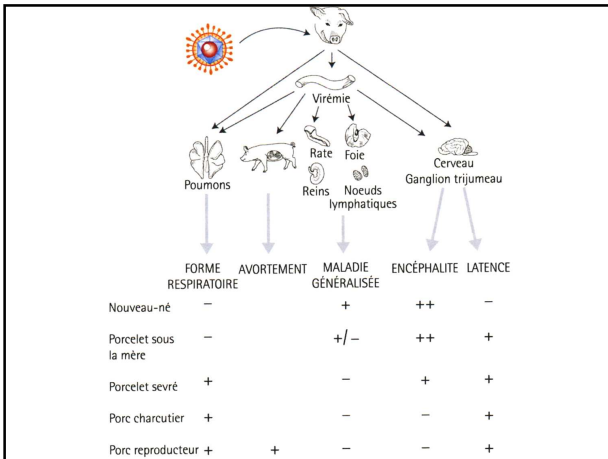 Virémie
Poumons
Rate Foie
Reins Noeuds
lymphatiques
Cerveau
Ganglion trijumeau
FORME
RESPIRATOIRE
AVORTEMENT
MALADIE
GÉNÉRALISÉE
ENCÉPHALITE
LATENCE
Nouveau-né – + ++ –
Porcelet sous
la mère – +/– ++ +
Porcelet sevré + – + +
Porc charcutier + – – +
Porc reproducteur + + – – +